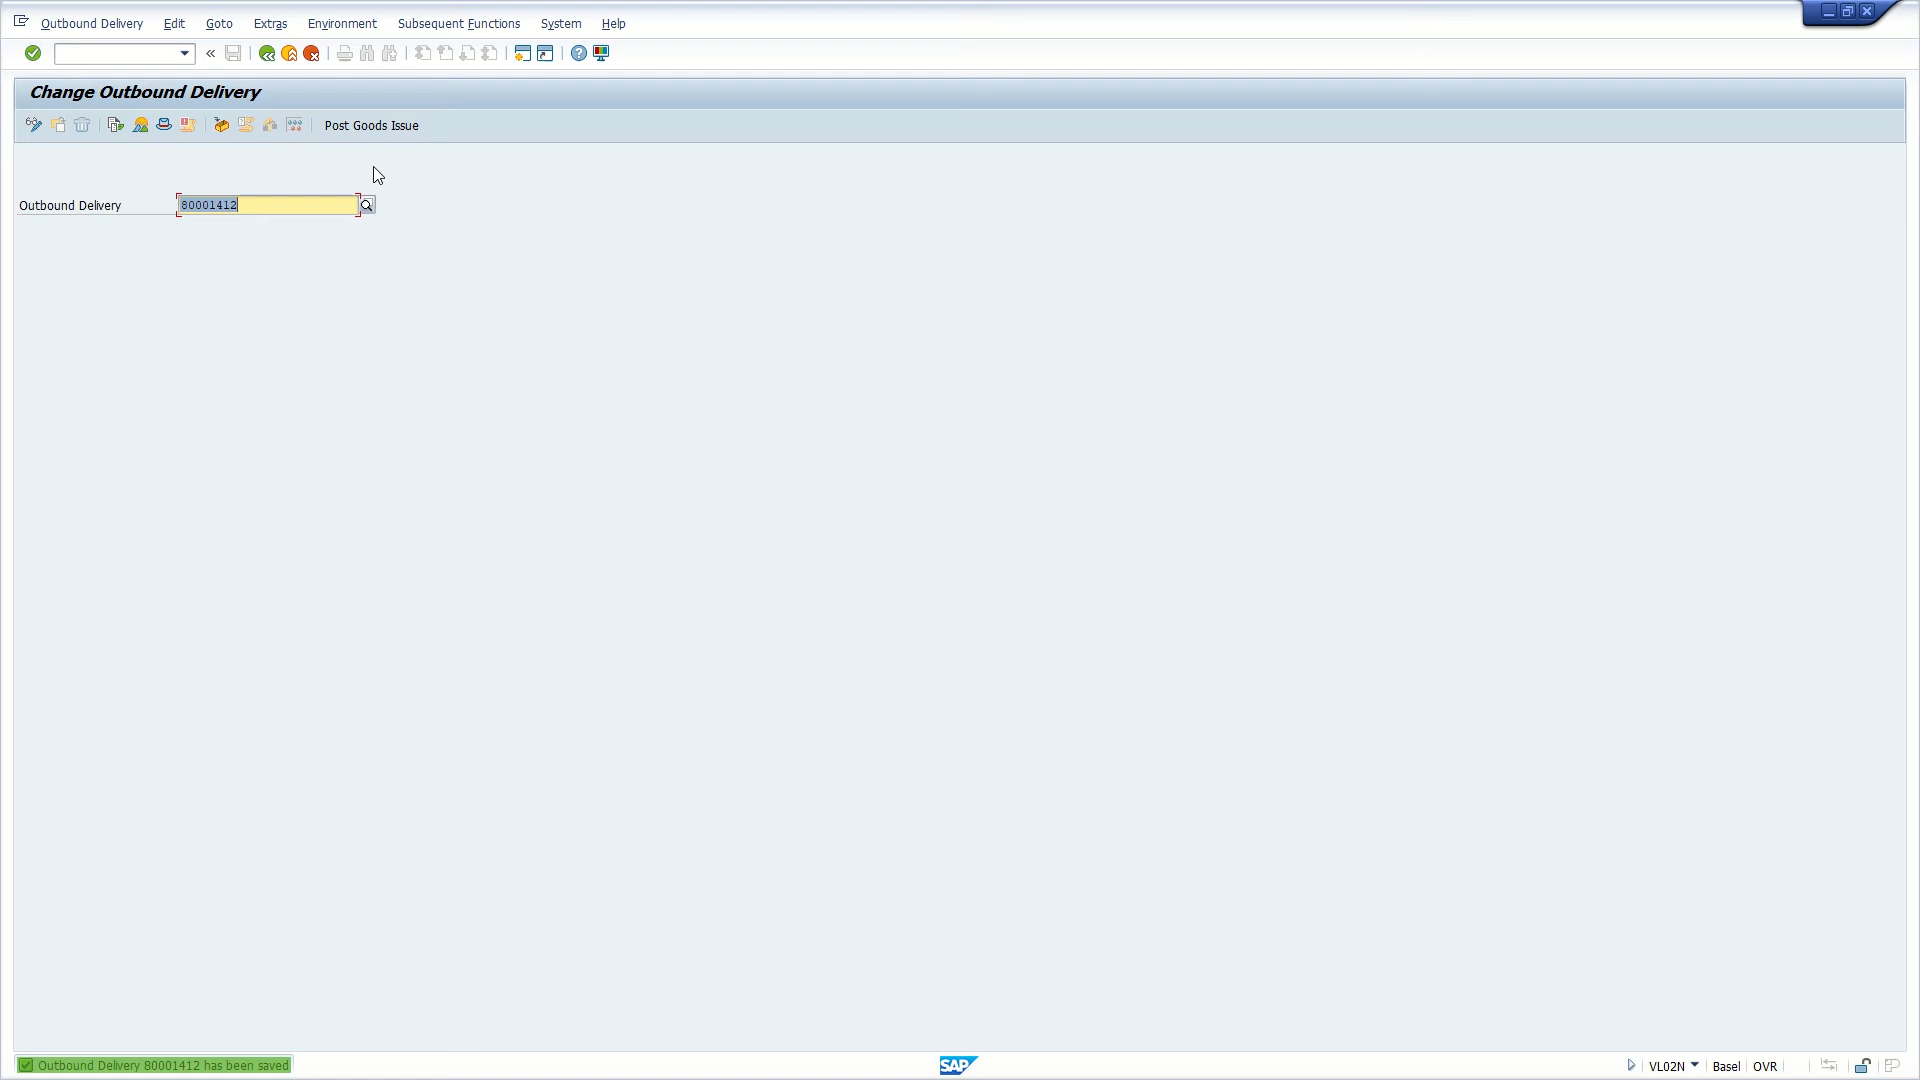 Outbound Delivery Edit Goto Extras Environment Subsequent Functions System Help
Change Outbound Delivery
Post Goods Issue
Outbound Delivery 80001412
Outbound Delivery 80001412 has been saved
SAP
VL02N Basel OVR